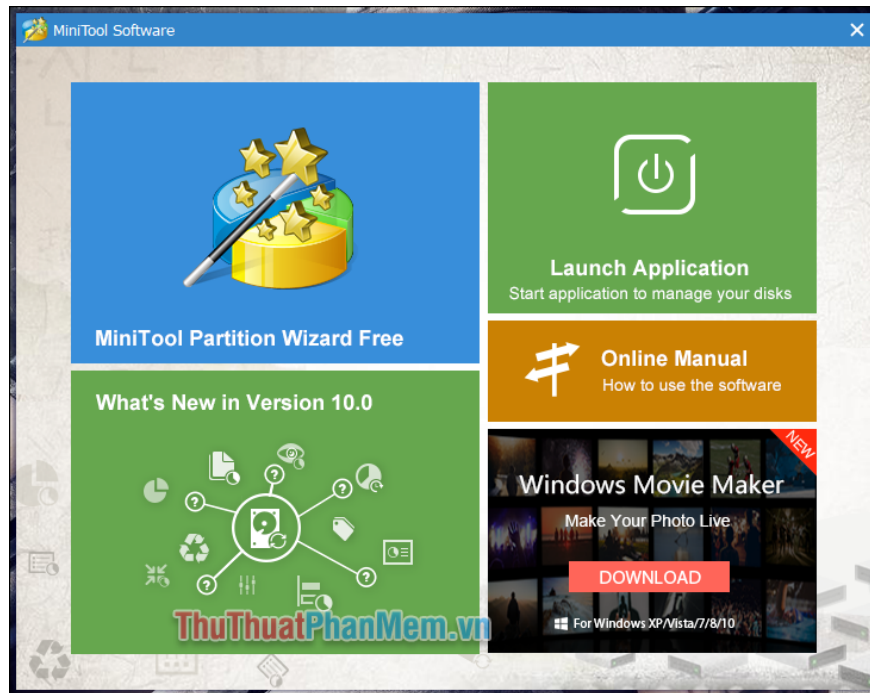 MiniTool Software
MiniTool Partition Wizard Free
Launch Application
Start application to manage your disks
Online Manual
How to use the software
What's New in Version 10.0
NEW
Windows Movie Maker
Make Your Photo Live
DOWNLOAD
For Windows XP/Vista/7/8/10
ThuThuatPhanMem.vn